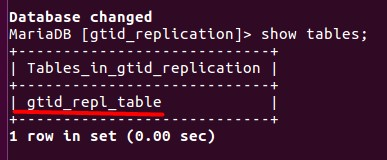 Database changed
MariaDB [gtid_replication]> show tables;
+----------------------------+
| Tables_in_gtid_replication |
+----------------------------+
| gtid_repl_table            |
+----------------------------+
1 row in set (0.00 sec)